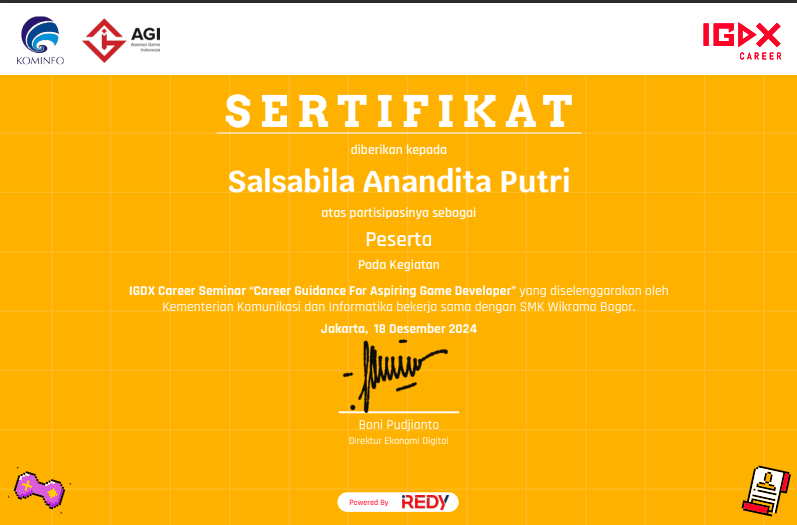 KOMINFO
AGI
Asosiasi Game
Indonesia
IGDX
CAREER
SERTIFIKAT
diberikan kepada
Salsabila Anandita Putri
atas partisipasinya sebagai
Peserta
Pada Kegiatan
IGDX Career Seminar “Career Guidance For Aspiring Game Developer” yang diselenggarakan oleh
Kementerian Komunikasi dan Informatika bekerja sama dengan SMK Wikrama Bogor.
Jakarta, 18 Desember 2024
Boni Pudjianto
Direktur Ekonomi Digital
Powered By iREDY